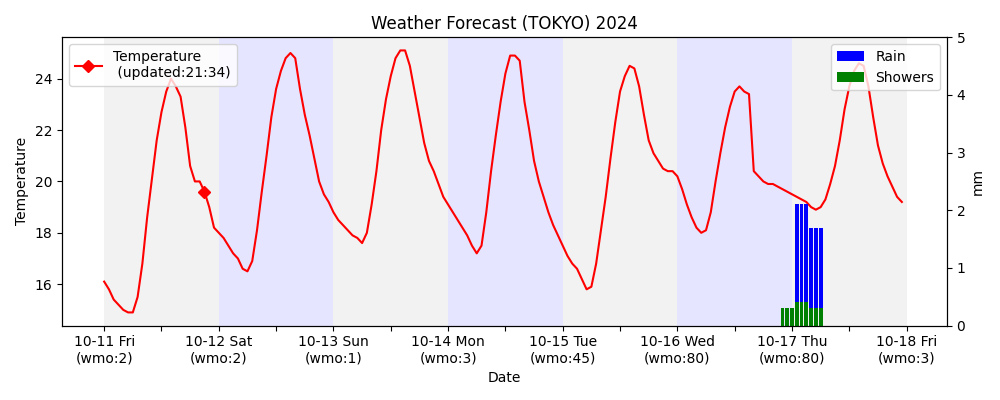 Weather Forecast (TOKYO) 2024
Temperature
(updated:21:34)
Rain
Showers
24
22
20
18
16
Temperature
5
4
3
2
1
0
mm
10-11 Fri
(wmo:2)
10-12 Sat
(wmo:2)
10-13 Sun
(wmo:1)
10-14 Mon
(wmo:3)
10-15 Tue
(wmo:45)
10-16 Wed
(wmo:80)
10-17 Thu
(wmo:80)
10-18 Fri
(wmo:3)
Date